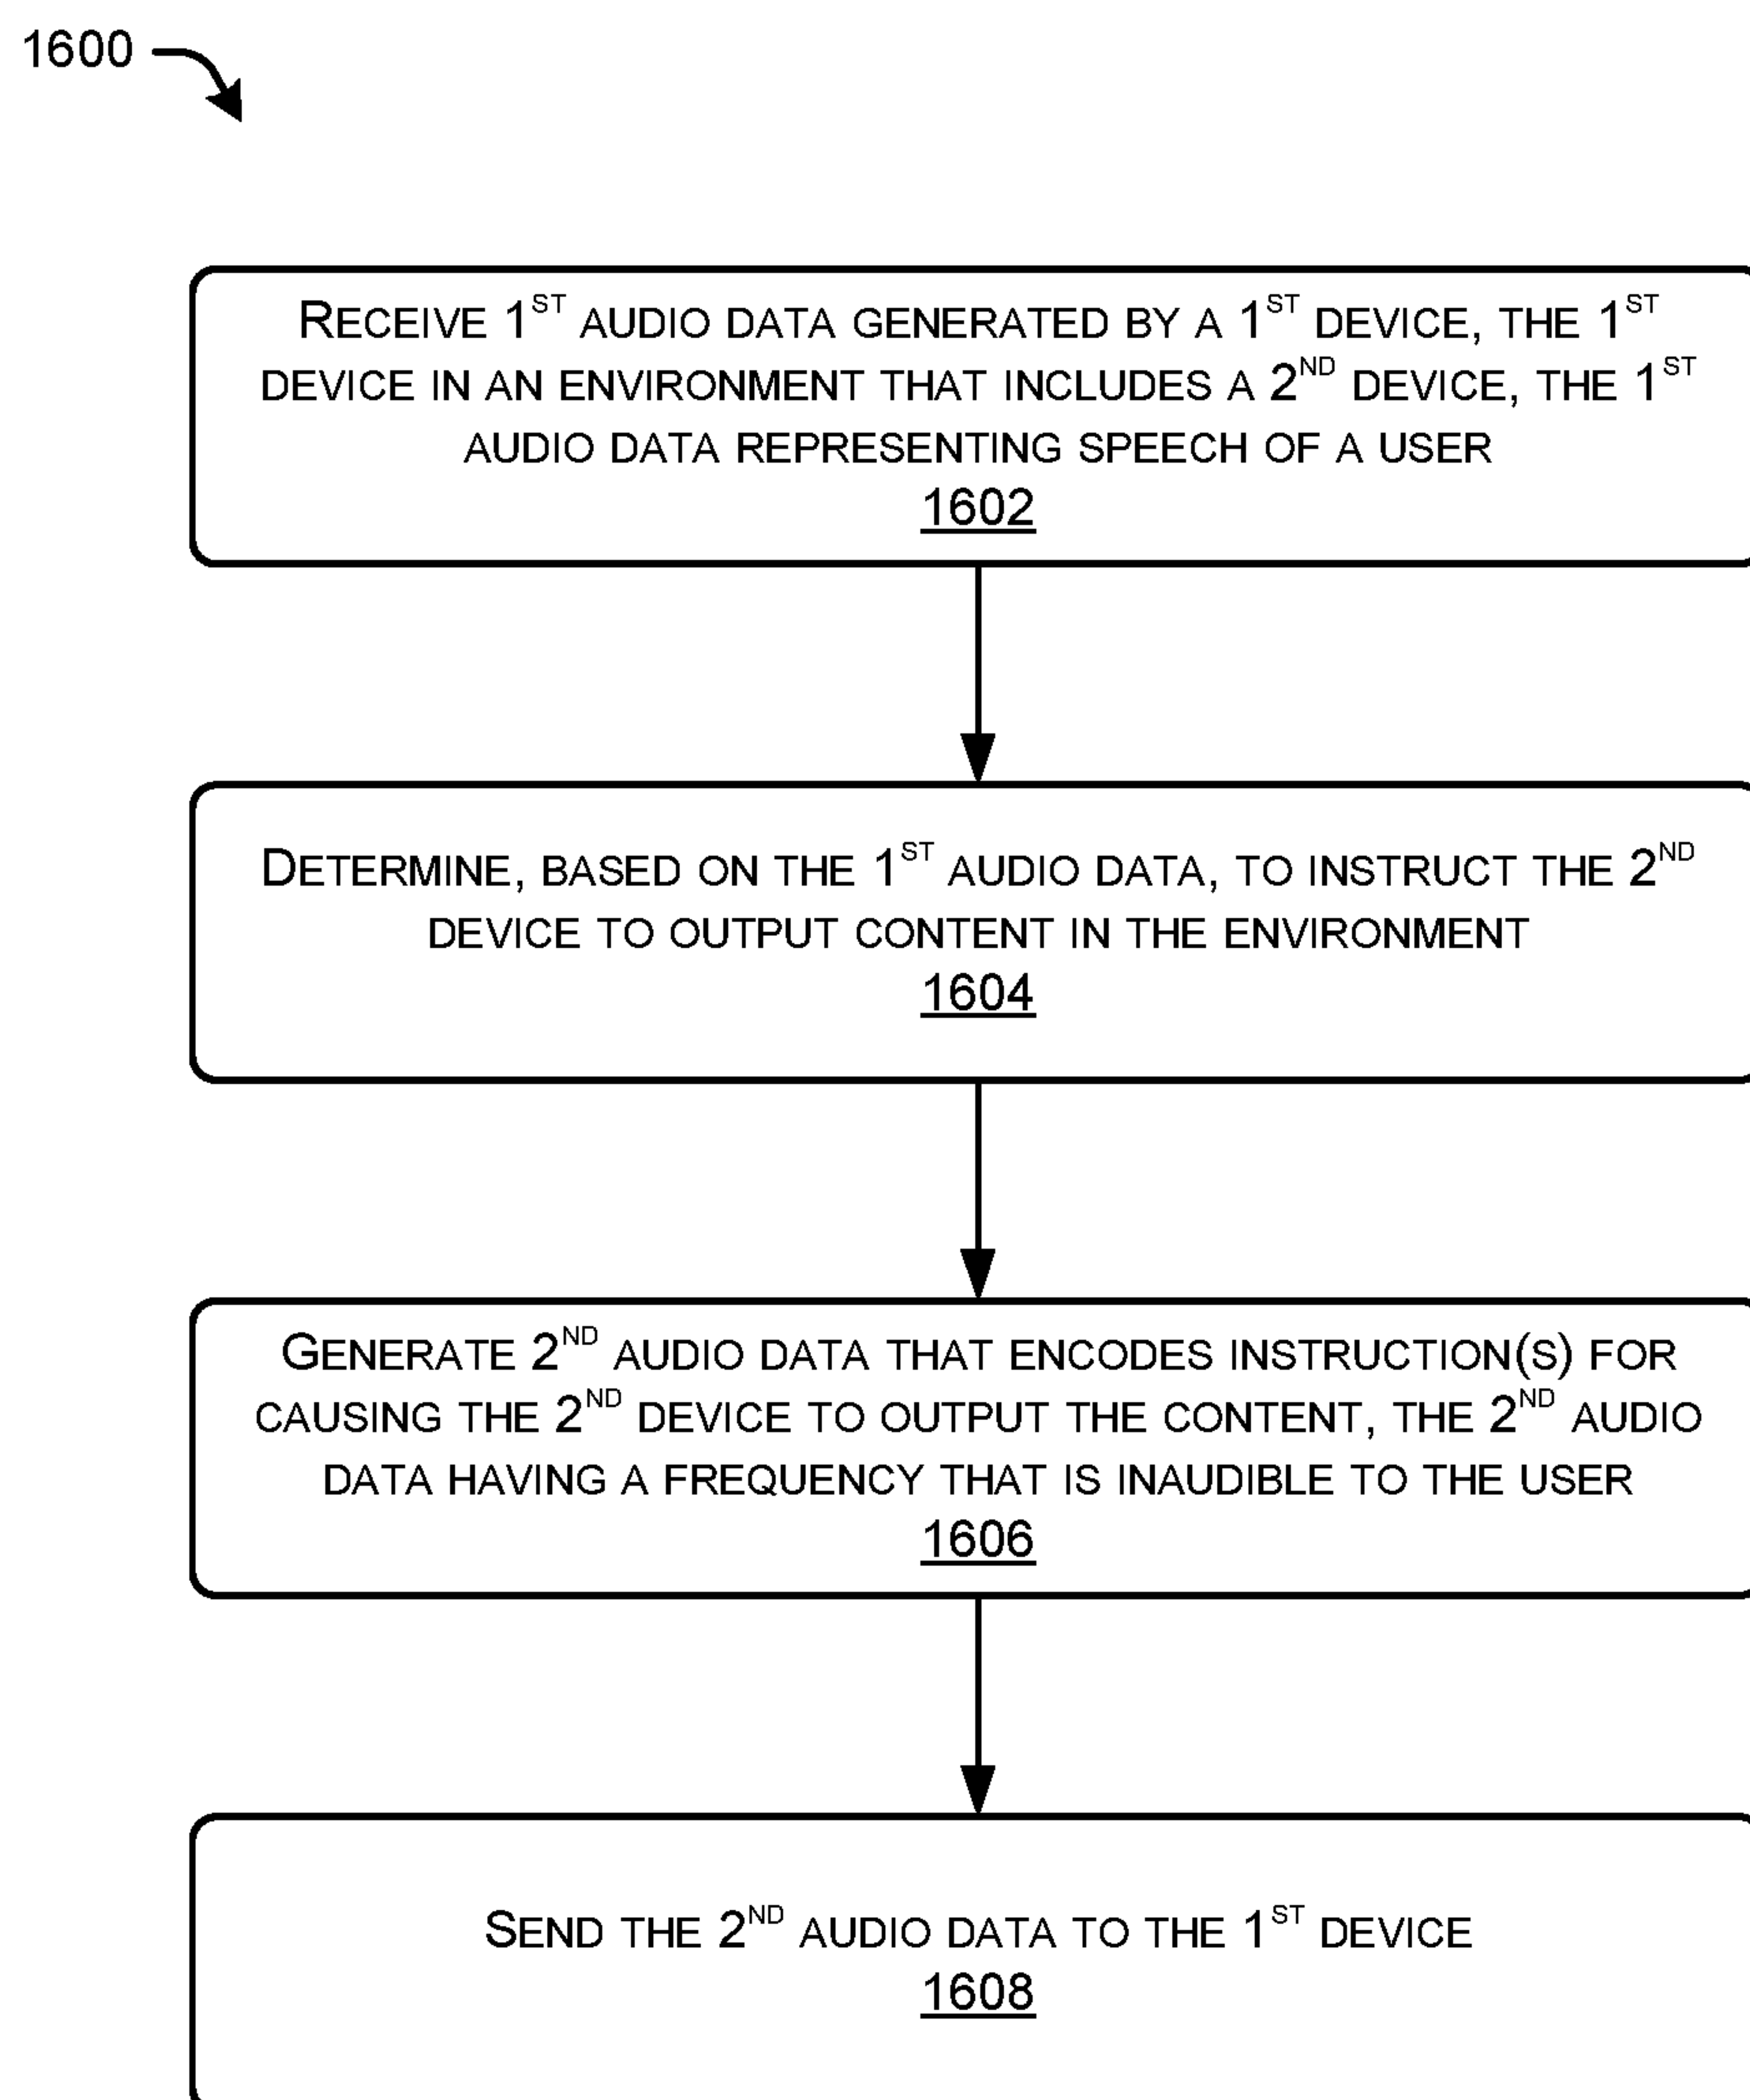 1600
RECEIVE 1ST AUDIO DATA GENERATED BY A 1ST DEVICE, THE 1ST
DEVICE IN AN ENVIRONMENT THAT INCLUDES A 2ND DEVICE, THE 1ST
AUDIO DATA REPRESENTING SPEECH OF A USER
1602
DETERMINE, BASED ON THE 1ST AUDIO DATA, TO INSTRUCT THE 2ND
DEVICE TO OUTPUT CONTENT IN THE ENVIRONMENT
1604
GENERATE 2ND AUDIO DATA THAT ENCODES INSTRUCTION(S) FOR
CAUSING THE 2ND DEVICE TO OUTPUT THE CONTENT, THE 2ND AUDIO
DATA HAVING A FREQUENCY THAT IS INAUDIBLE TO THE USER
1606
SEND THE 2ND AUDIO DATA TO THE 1ST DEVICE
1608